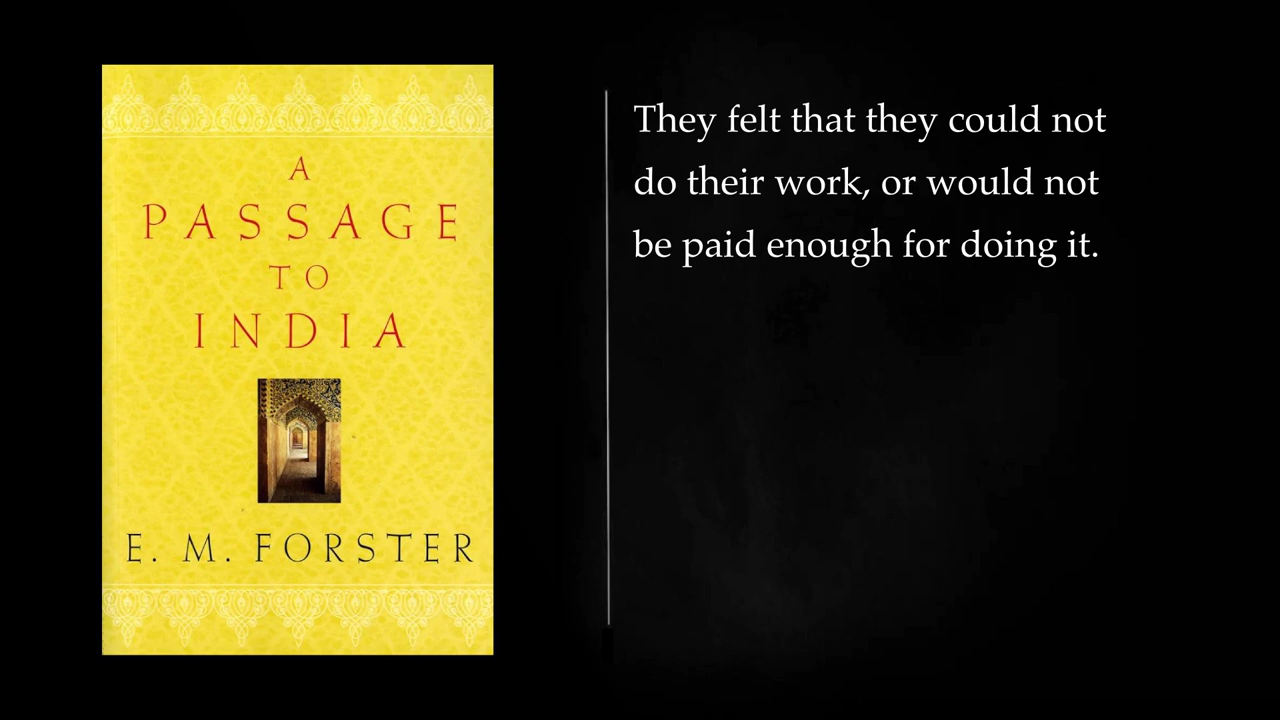 A
PASSAGE
TO
INDIA
E. M. FORSTER
They felt that they could not
do their work, or would not
be paid enough for doing it.